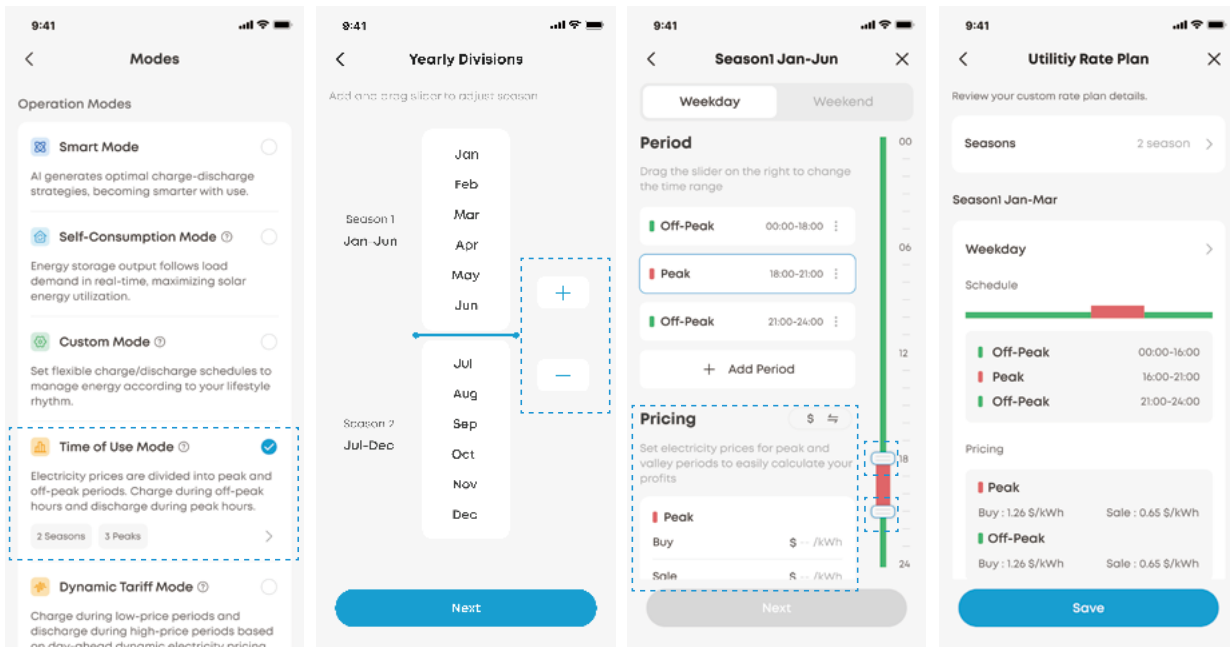 9:41
Modes
Operation Modes
Smart Mode
AI generates optimal charge-discharge
strategies, becoming smarter with use.
Self-Consumption Mode
Energy storage output follows load
demand in real-time, maximizing solar
energy utilization.
Custom Mode
Set flexible charge/discharge schedules to
manage energy according to your lifestyle
rhythm.
Time of Use Mode
Electricity prices are divided into peak and
off-peak periods. Charge during off-peak
hours and discharge during peak hours.
2 Seasons 3 Peaks
Dynamic Tariff Mode
Charge during low-price periods and
discharge during high-price periods based
on day-ahead dynamic electricity pricing
9:41
Yearly Divisions
Add and drag slicer to adjust season
Jan
Feb
Mar
Season 1
Jan-Jun
Apr
May
Jun
+
Jul
Aug
−
Sep
Season 2
Jul-Dec
Oct
Nov
Dec
Next
9:41
Season1 Jan-Jun
Weekday Weekend
Period
Drag the slider on the right to change
the time range
Off-Peak 00:00-18:00
Peak 18:00-21:00
Off-Peak 21:00-24:00
+ Add Period
00
06
12
18
24
Pricing $
Set electricity prices for peak and
valley periods to easily calculate your
profits
Peak
Buy $ -- /kWh
Sale $ -- /kWh
Next
9:41
Utilitiy Rate Plan
Review your custom rate plan details.
Seasons 2 season
Season1 Jan-Mar
Weekday
Schedule
Off-Peak 00:00-16:00
Peak 16:00-21:00
Off-Peak 21:00-24:00
Pricing
Peak
Buy : 1.26 $/kWh Sale : 0.65 $/kWh
Off-Peak
Buy : 1.26 $/kWh Sale : 0.65 $/kWh
Save